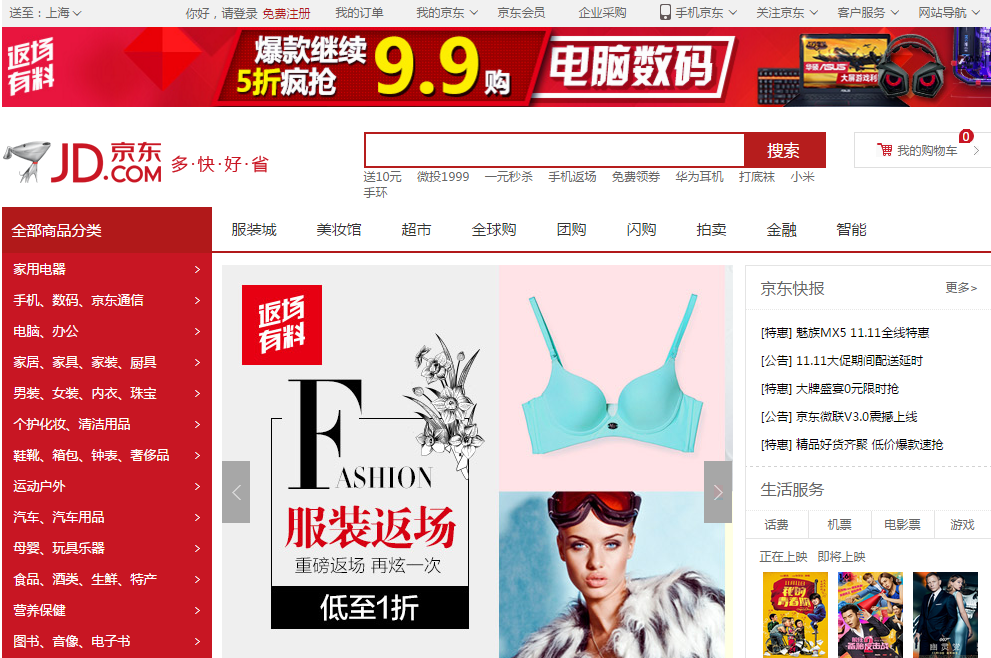 送至：上海
你好，请登录 免费注册
我的订单
我的京东
京东会员
企业采购
手机京东
关注京东
客户服务
网站导航
返场
有料
爆款继续
5折疯抢
9.9购
电脑数码
华硕/ASUS
大屏游戏利
JD.京东
.COM
多·快·好·省
搜索
0
我的购物车
送10元 微投1999 一元秒杀 手机返场 免费领券 华为耳机 打底袜 小米
手环
全部商品分类
服装城
美妆馆
超市
全球购
团购
闪购
拍卖
金融
智能
家用电器
手机、数码、京东通信
电脑、办公
家居、家具、家装、厨具
男装、女装、内衣、珠宝
个护化妆、清洁用品
鞋靴、箱包、钟表、奢侈品
运动户外
汽车、汽车用品
母婴、玩具乐器
食品、酒类、生鲜、特产
营养保健
图书、音像、电子书
返场
有料
FASHION
服装返场
重磅返场 再炫一次
低至1折
京东快报
更多>
[特惠] 魅族MX5 11.11全线特惠
[公告] 11.11大促期间配送延时
[特惠] 大牌盛宴0元限时抢
[公告] 京东微联V3.0震撼上线
[特惠] 精品好货齐聚 低价爆款速抢
生活服务
话费
机票
电影票
游戏
正在上映
即将上映
我的
青春期
007
幽灵党